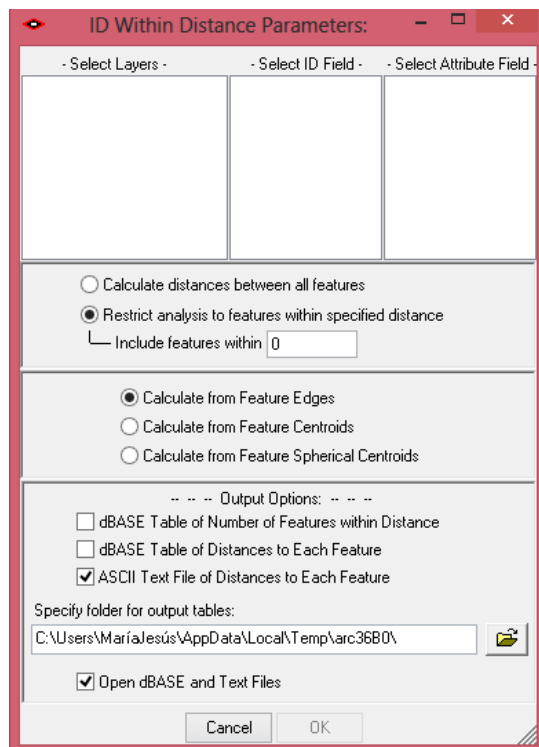 ID Within Distance Parameters:
- Select Layers - - Select ID Field - - Select Attribute Field -
Calculate distances between all features
Restrict analysis to features within specified distance
Include features within 0
Calculate from Feature Edges
Calculate from Feature Centroids
Calculate from Feature Spherical Centroids
-- -- -- Output Options: -- -- --
dBASE Table of Number of Features within Distance
dBASE Table of Distances to Each Feature
ASCII Text File of Distances to Each Feature
Specify folder for output tables:
C:\Users\MaríaJesús\AppData\Local\Temp\arc36B0\
Open dBASE and Text Files
Cancel OK